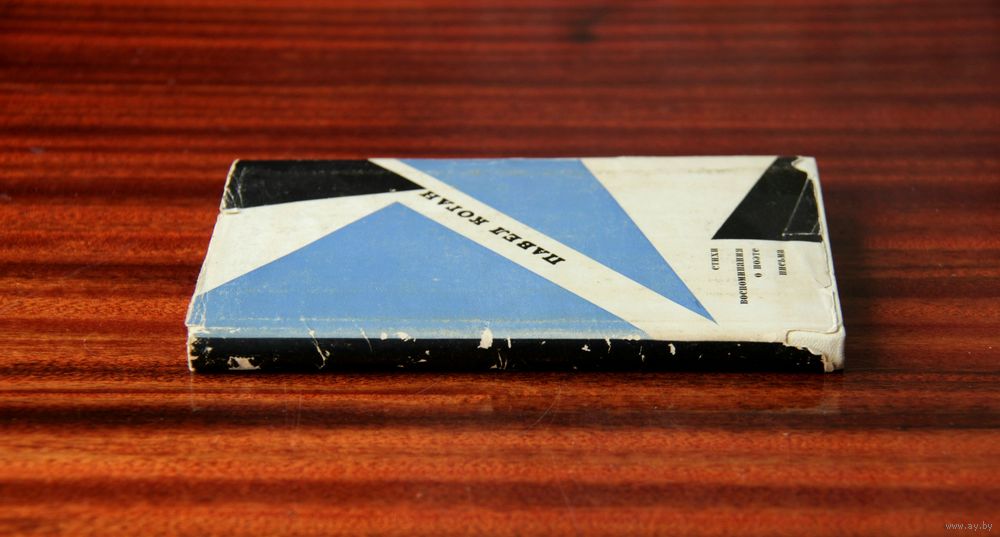 ПАВЕЛ КОГАН
СТИХИ
ВОСПОМИНАНИЯ
О ПОЭТЕ
ПИСЬМА
www.ay.by